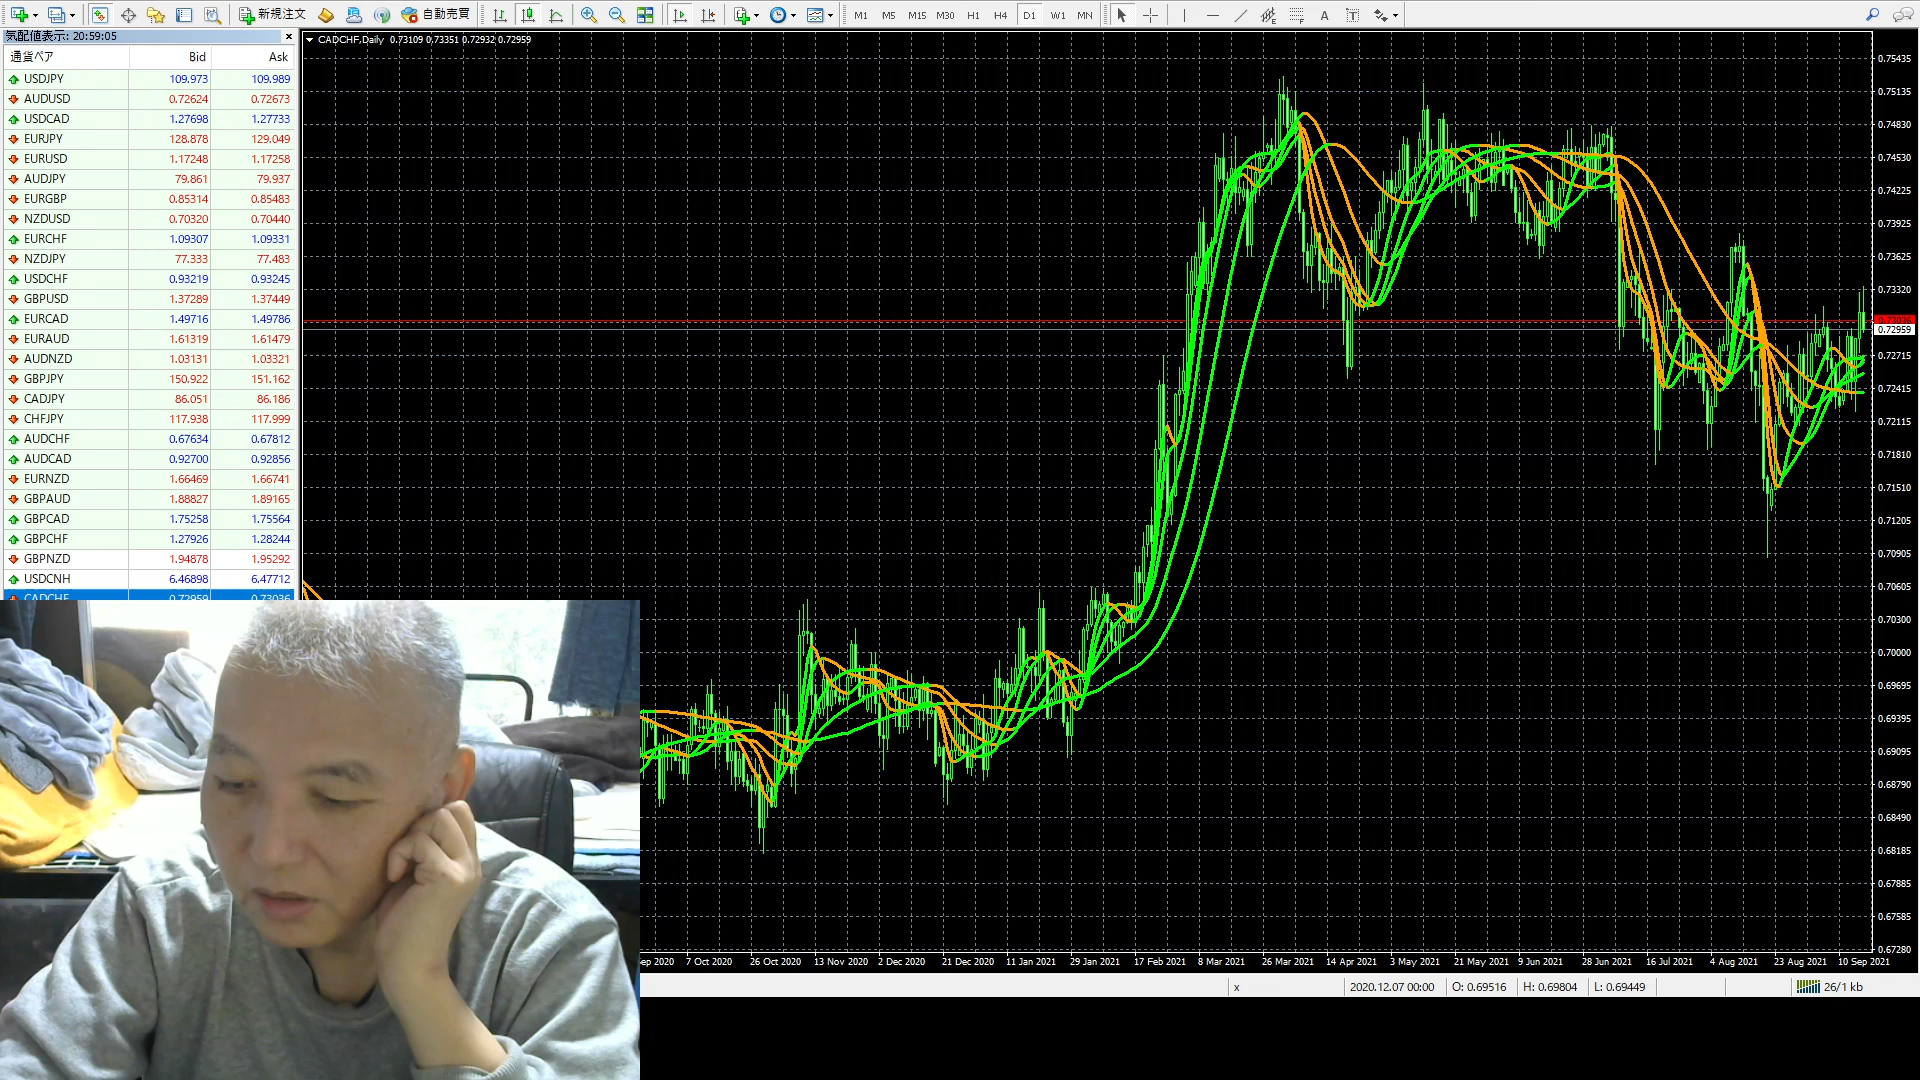 新規注文 自動売買 M1 M5 M15 M30 H1 H4 D1 W1 MN A T
気配値表示: 20:59:05
通貨ペア Bid Ask
USDJPY 109.973 109.989
AUDUSD 0.72624 0.72673
USDCAD 1.27698 1.27733
EURJPY 128.878 129.049
EURUSD 1.17248 1.17258
AUDJPY 79.861 79.937
EURGBP 0.85314 0.85483
NZDUSD 0.70320 0.70440
EURCHF 1.09307 1.09331
NZDJPY 77.333 77.483
USDCHF 0.93219 0.93245
GBPUSD 1.37289 1.37449
EURCAD 1.49716 1.49786
EURAUD 1.61319 1.61479
AUDNZD 1.03131 1.03321
GBPJPY 150.922 151.162
CADJPY 86.051 86.186
CHFJPY 117.938 117.999
AUDCHF 0.67634 0.67812
AUDCAD 0.92700 0.92856
EURNZD 1.66469 1.66741
GBPAUD 1.88827 1.89165
GBPCAD 1.75258 1.75564
GBPCHF 1.27926 1.28244
GBPNZD 1.94878 1.95292
USDCNH 6.46898 6.47712
CADCHF 0.72959 0.73036
CADCHF,Daily 0.73109 0.73351 0.72932 0.72959
0.75435
0.75135
0.74830
0.74530
0.74225
0.73925
0.73625
0.73320
0.73036
0.72959
0.72715
0.72415
0.72115
0.71810
0.71510
0.71205
0.70905
0.70605
0.70300
0.70000
0.69695
0.69395
0.69095
0.68790
0.68490
0.68185
0.67885
0.67585
0.67280
ep 2020 7 Oct 2020 26 Oct 2020 13 Nov 2020 2 Dec 2020 21 Dec 2020 11 Jan 2021 29 Jan 2021 17 Feb 2021 8 Mar 2021 26 Mar 2021 14 Apr 2021 3 May 2021 21 May 2021 9 Jun 2021 28 Jun 2021 16 Jul 2021 4 Aug 2021 23 Aug 2021 10 Sep 2021
x 2020.12.07 00:00 O: 0.69516 H: 0.69804 L: 0.69449 26/1 kb